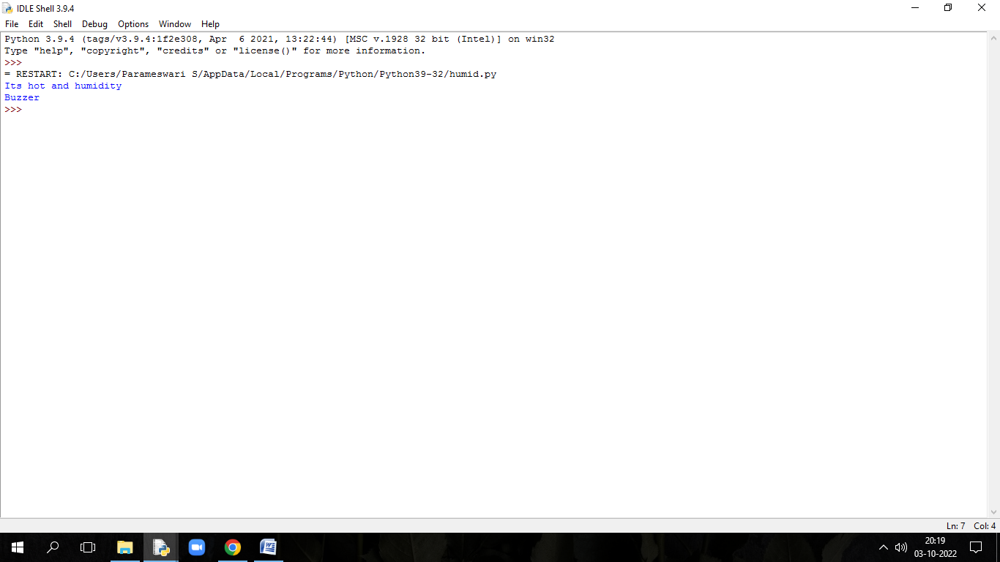 IDLE Shell 3.9.4
File Edit Shell Debug Options Window Help
Python 3.9.4 (tags/v3.9.4:1f2e308, Apr  6 2021, 13:22:44) [MSC v.1928 32 bit (Intel)] on win32
Type "help", "copyright", "credits" or "license()" for more information.
>>>
= RESTART: C:/Users/Parameswari S/AppData/Local/Programs/Python/Python39-32/humid.py
Its hot and humidity
Buzzer
>>>
Ln: 7 Col: 4
20:19
03-10-2022